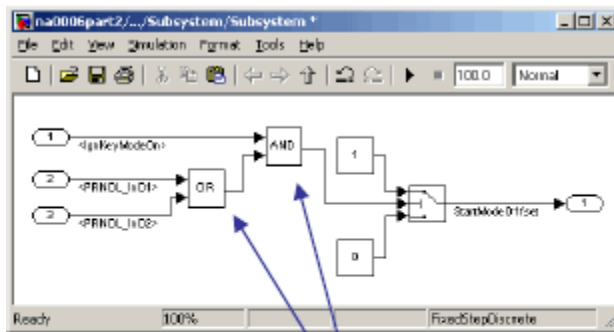 na0006part2/.../Subsystem/Subsystem *
File Edit View Simulation Format Tools Help
100.0 Normal
1 <IgnKeyModeOn>
AND
1
2 <PRNDL_InD1>
OR
3 <PRNDL_InD2>
StartModeOffset 1
0
Ready 100% FixedStepDiscrete